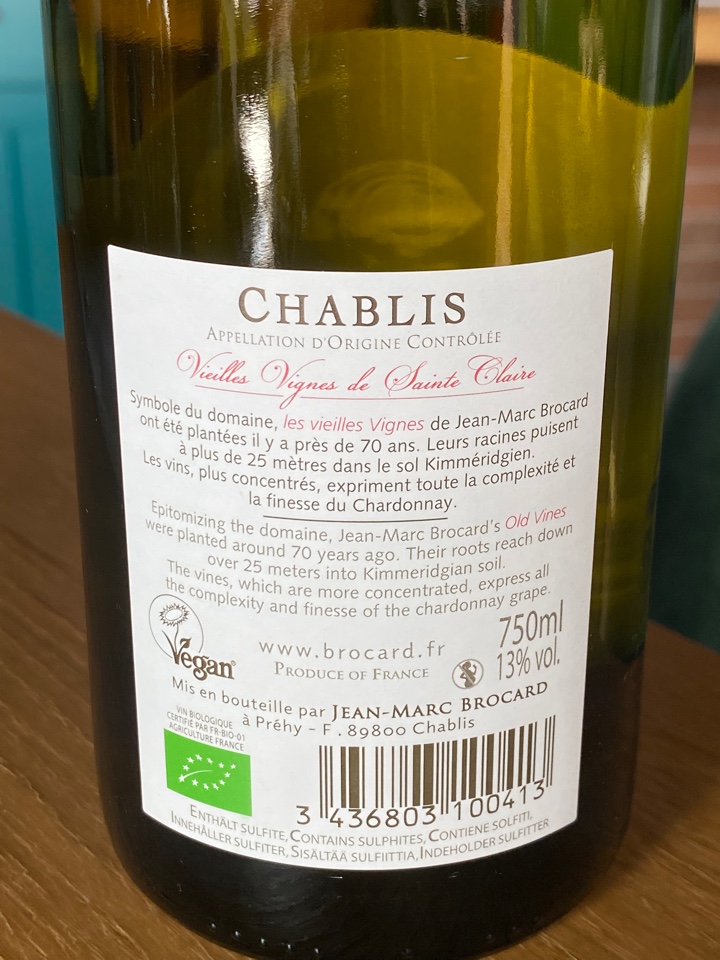 CHABLIS
APPELLATION D'ORIGINE CONTRÔLÉE
Vieilles Vignes de Sainte Claire
Symbole du domaine, les vieilles Vignes de Jean-Marc Brocard
ont été plantées il y a près de 70 ans. Leurs racines puisent
à plus de 25 mètres dans le sol Kimméridgien.
Les vins, plus concentrés, expriment toute la complexité et
la finesse du Chardonnay.
Epitomizing the domaine, Jean-Marc Brocard's Old Vines
were planted around 70 years ago. Their roots reach down
over 25 meters into Kimmeridgian soil.
The vines, which are more concentrated, express all
the complexity and finesse of the chardonnay grape.
Vegan
www.brocard.fr
PRODUCE OF FRANCE
750ml
13% vol.
Mis en bouteille par JEAN-MARC BROCARD
à Préhy - F. 89800 Chablis
VIN BIOLOGIQUE
CERTIFIÉ PAR FR-BIO-01
AGRICULTURE FRANCE
3 436803 100413
ENTHÄLT SULFITE, CONTAINS SULPHITES, CONTIENE SOLFITI,
INNEHÅLLER SULFITER, SISÄLTÄÄ SULFIITTIA, INDEHOLDER SULFITTER